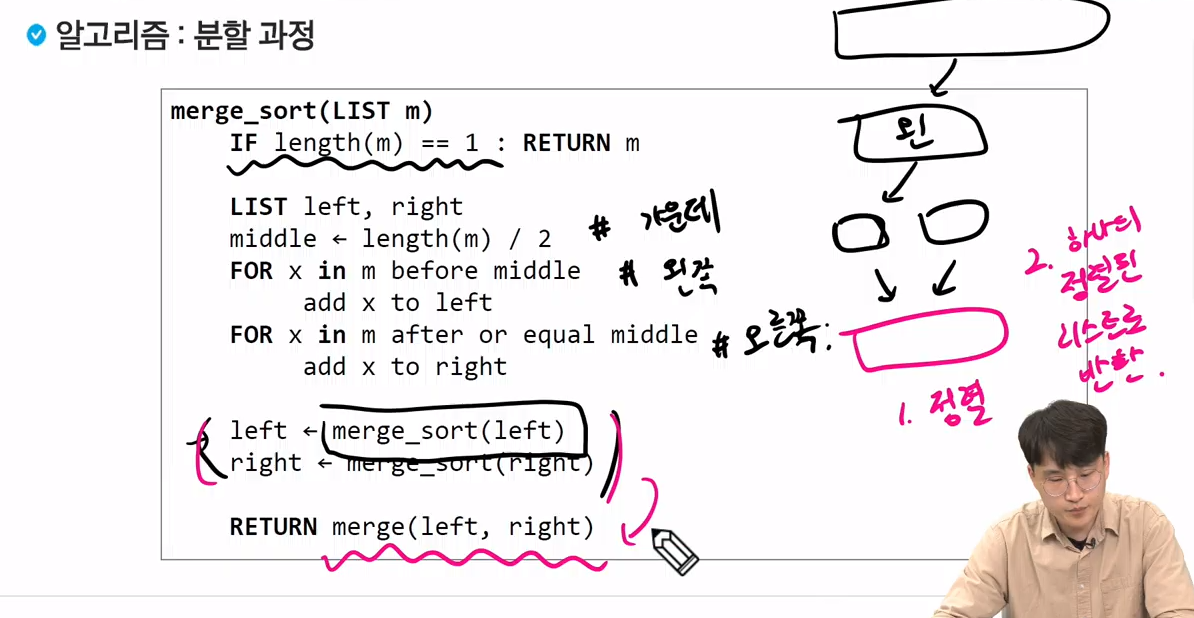 알고리즘 : 분할 과정
merge_sort(LIST m)
IF length(m) == 1 : RETURN m
LIST left, right
middle ← length(m) / 2 # 가운데
FOR x in m before middle # 왼쪽
add x to left
FOR x in m after or equal middle # 오른쪽:
add x to right
left ← merge_sort(left)
right ← merge_sort(right)
RETURN merge(left, right)
왼
1. 정렬
2. 하나의
정렬된
리스트로
반환.